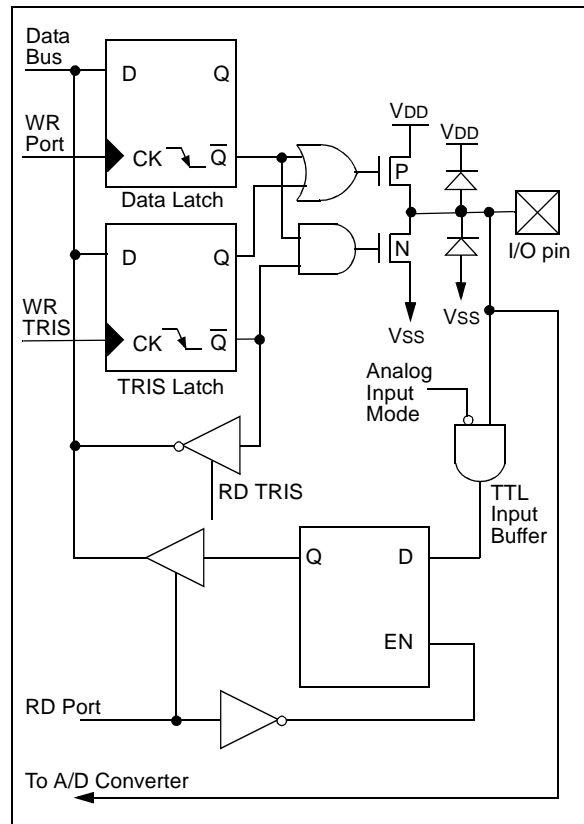 Data
Bus
D
Q
VDD
WR
Port
VDD
CK
Q
P
Data Latch
D
Q
N
I/O pin
WR
TRIS
CK
Q
VSS
VSS
TRIS Latch
Analog
Input
Mode
RD TRIS
TTL
Input
Buffer
Q
D
EN
RD Port
To A/D Converter